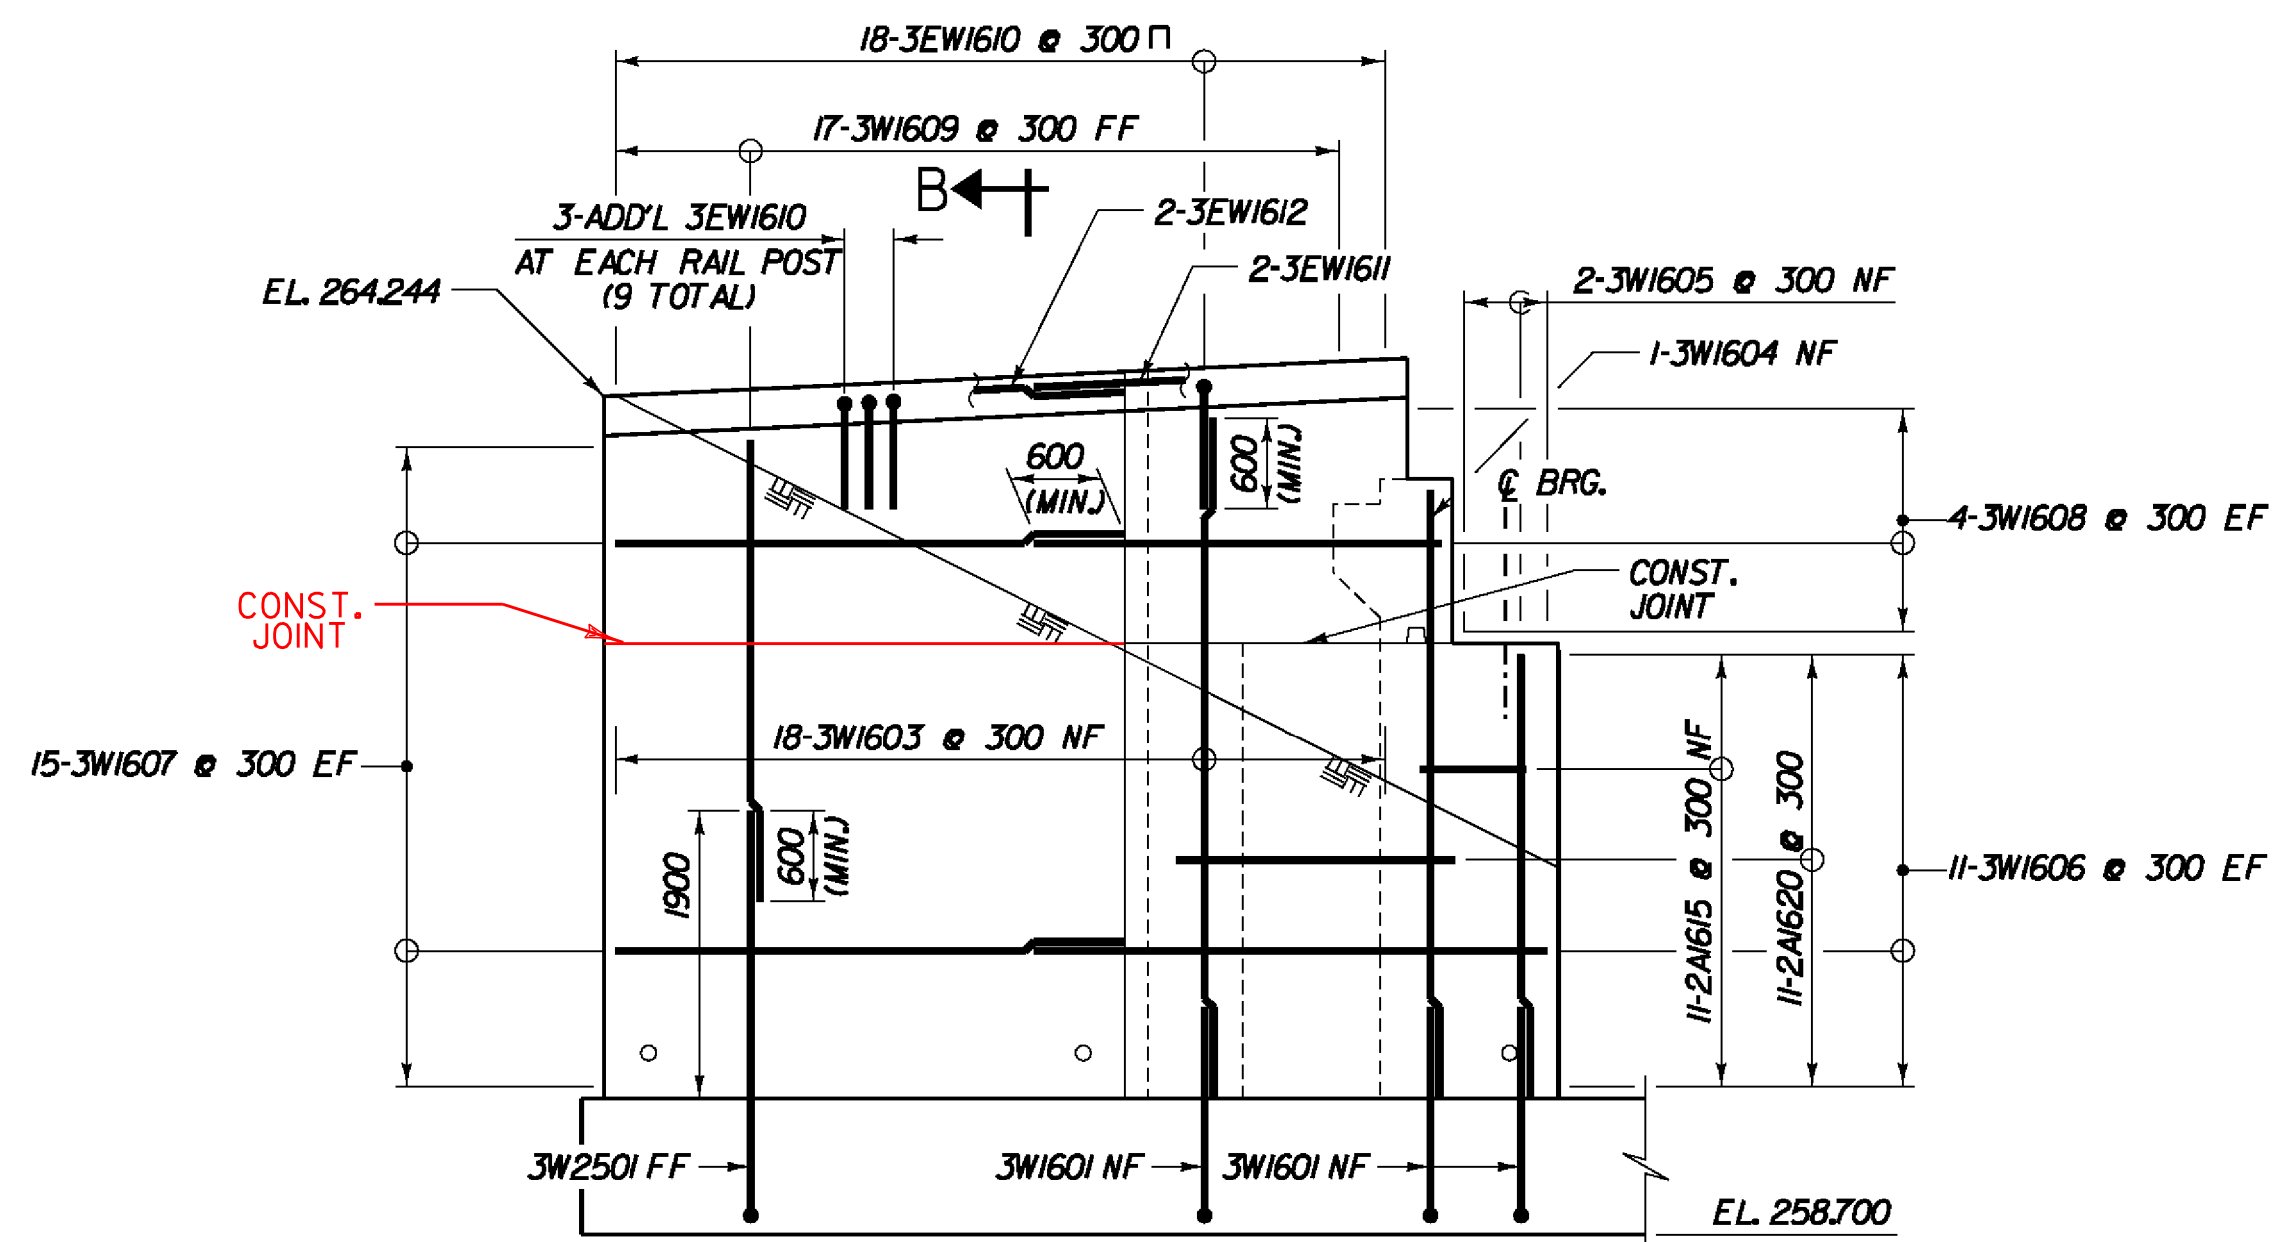 18-3EW1610 @ 300
17-3W1609 @ 300 FF
B
3-ADD'L 3EW1610
AT EACH RAIL POST
(9 TOTAL)
2-3EW1612
2-3EW1611
EL. 264.244
2-3W1605 @ 300 NF
1-3W1604 NF
600
(MIN.)
600
(MIN.)
℄ BRG.
4-3W1608 @ 300 EF
CONST.
JOINT
CONST.
JOINT
18-3W1603 @ 300 NF
15-3W1607 @ 300 EF
1900
600
(MIN.)
11-2A1615 @ 300 NF
11-2A1620 @ 300
11-3W1606 @ 300 EF
3W2501 FF
3W1601 NF
3W1601 NF
EL. 258.700